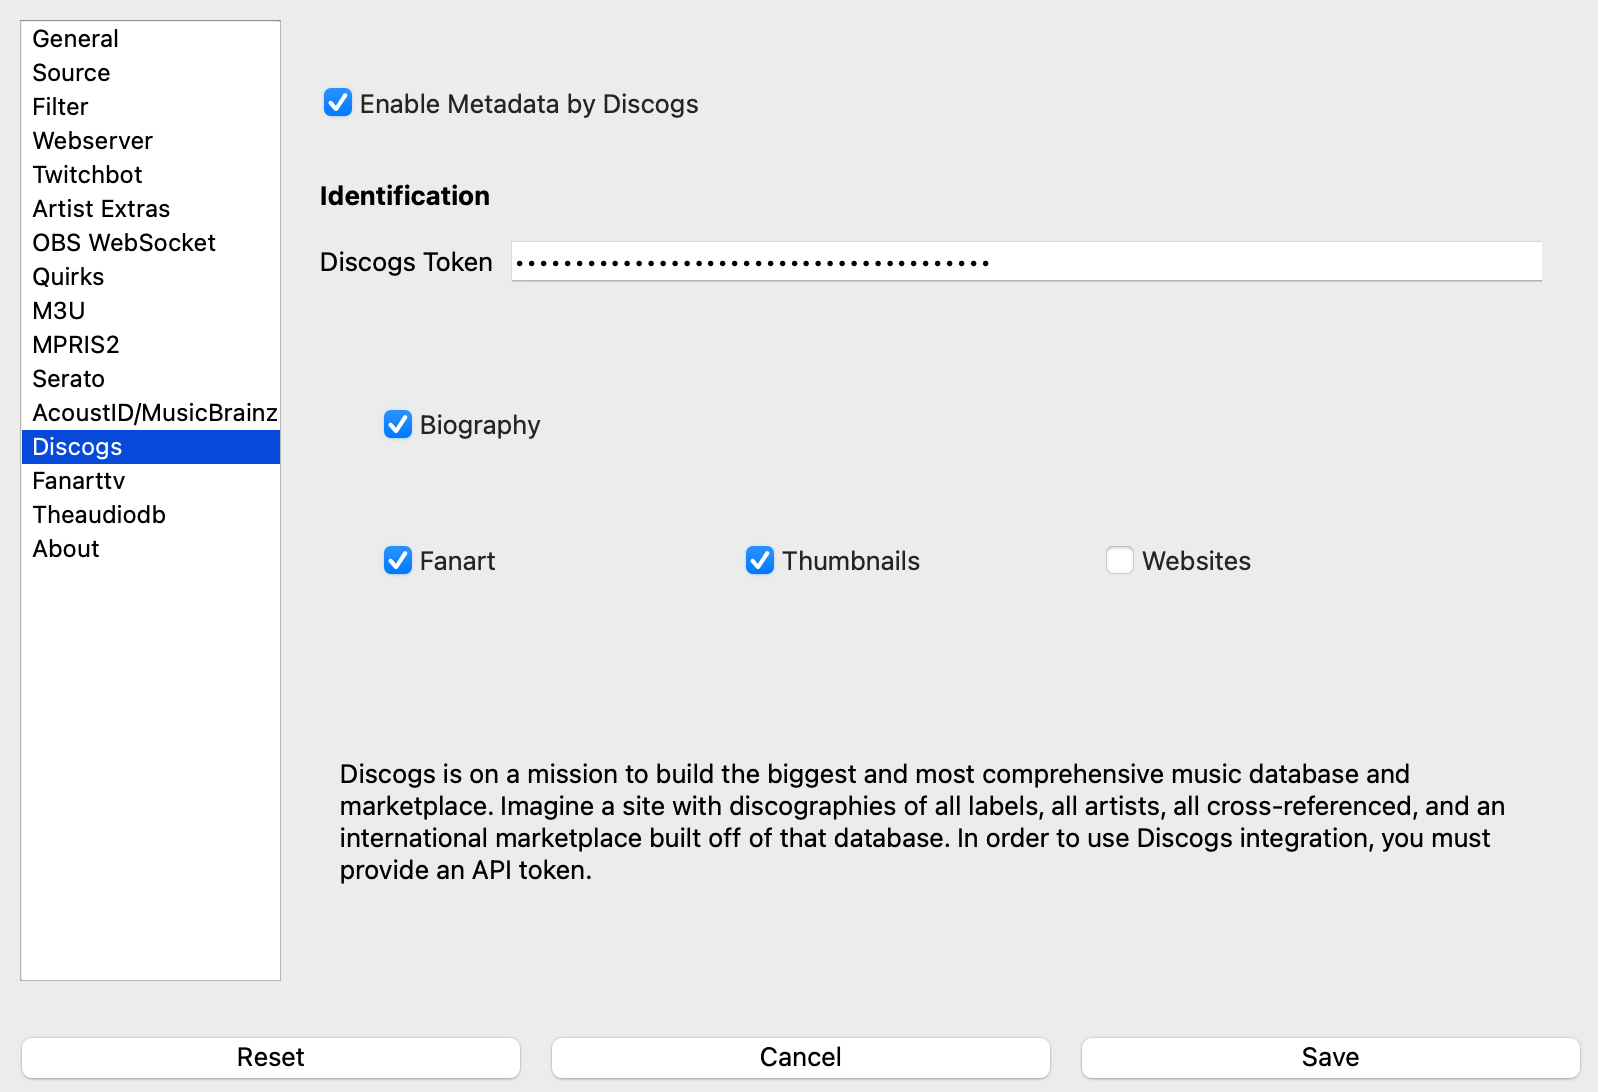 General
Source
Filter
Webserver
Twitchbot
Artist Extras
OBS WebSocket
Quirks
M3U
MPRIS2
Serato
AcoustID/MusicBrainz
Discogs
Fanarttv
Theaudiodb
About
Enable Metadata by Discogs
Identification
Discogs Token ••••••••••••••••••••••••••••••••••••••••
Biography
Fanart Thumbnails Websites
Discogs is on a mission to build the biggest and most comprehensive music database and
marketplace. Imagine a site with discographies of all labels, all artists, all cross-referenced, and an
international marketplace built off of that database. In order to use Discogs integration, you must
provide an API token.
Reset Cancel Save